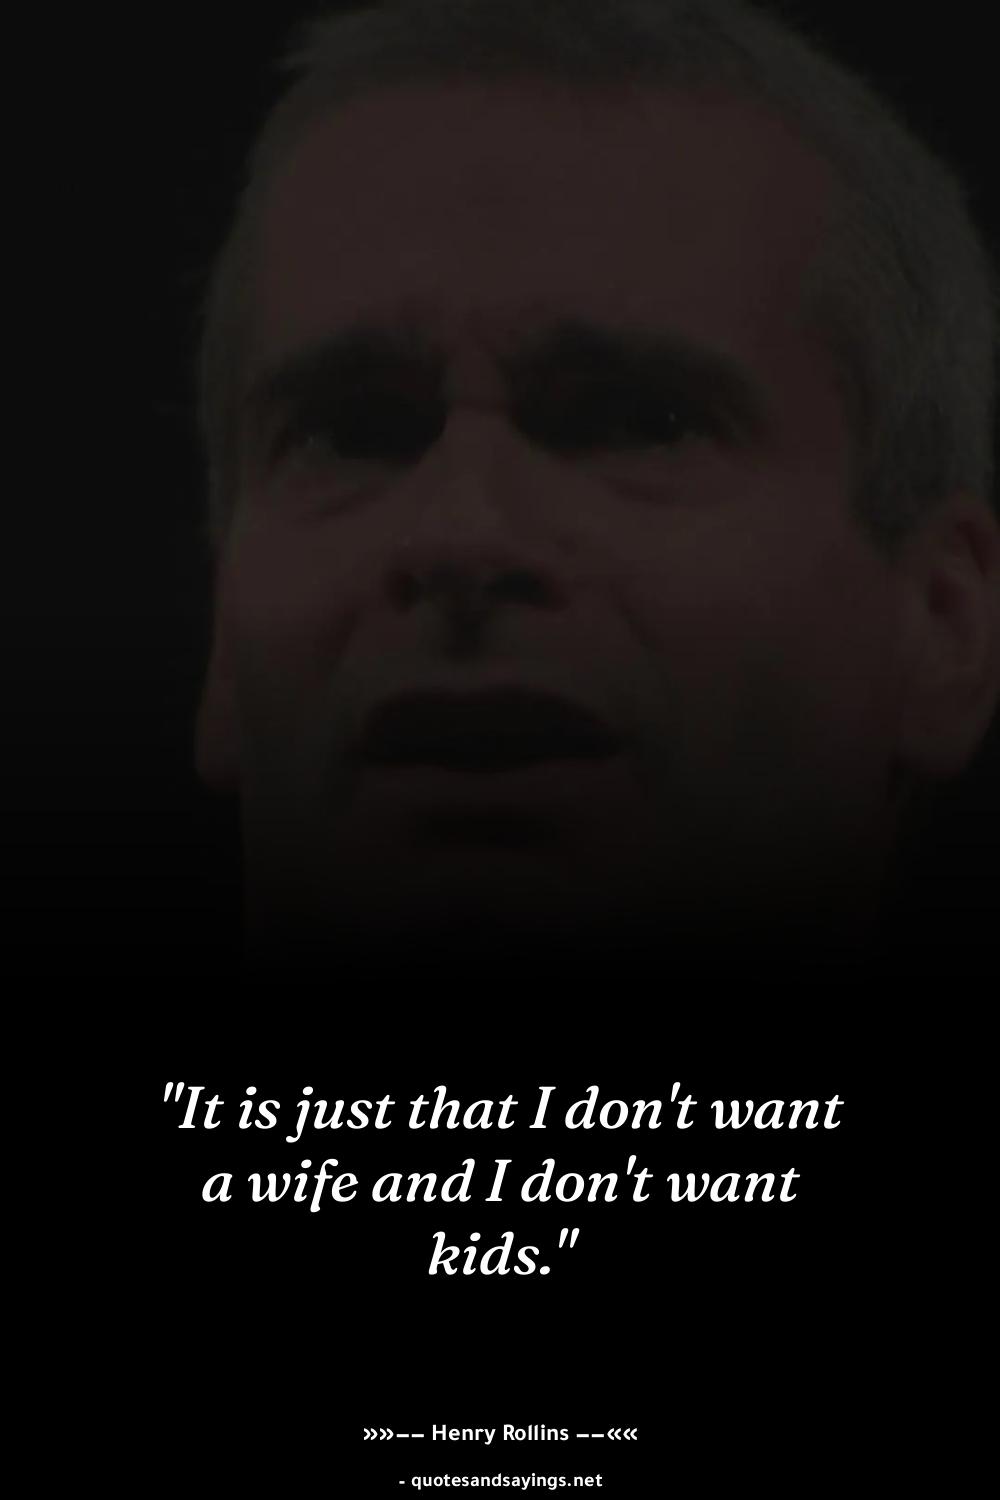 "It is just that I don't want
a wife and I don't want
kids."
»»—— Henry Rollins ——««
- quotesandsayings.net